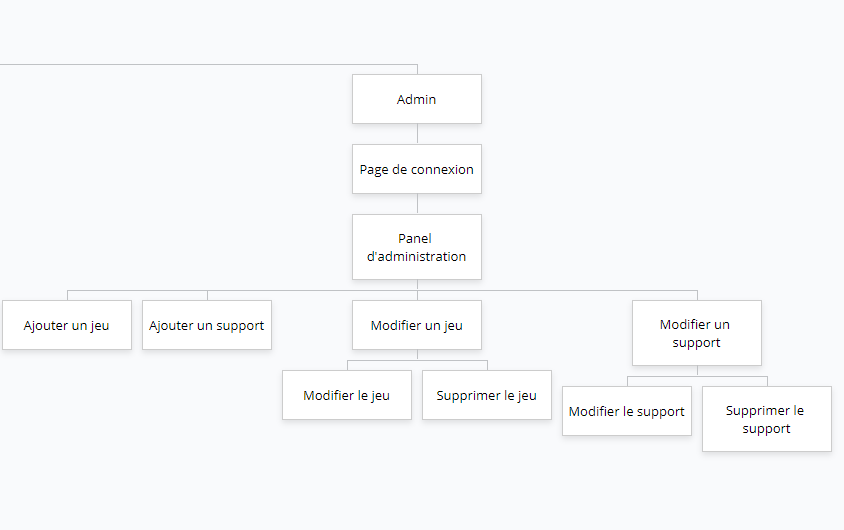 Admin
Page de connexion
Panel
d'administration
Ajouter un jeu
Ajouter un support
Modifier un jeu
Modifier un
support
Modifier le jeu
Supprimer le jeu
Modifier le support
Supprimer le
support